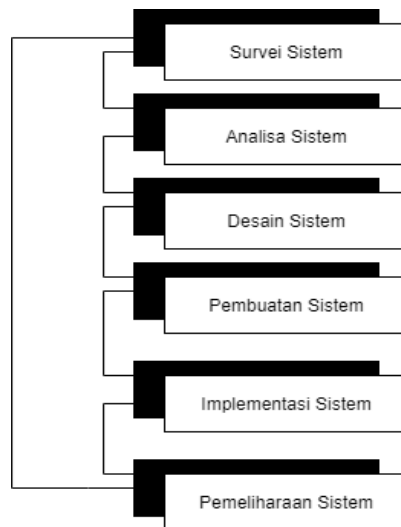 Survei Sistem
Analisa Sistem
Desain Sistem
Pembuatan Sistem
Implementasi Sistem
Pemeliharaan Sistem